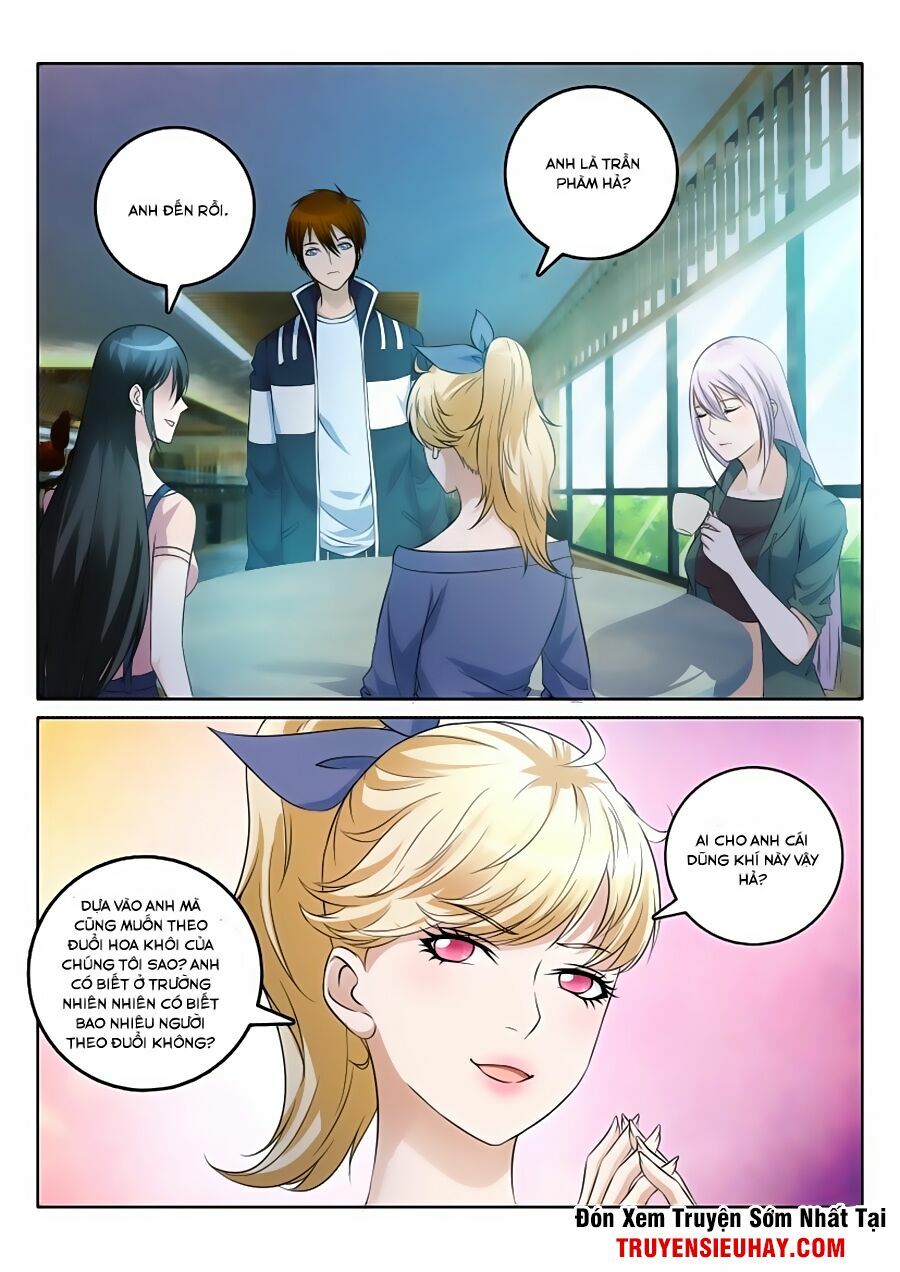 ANH ĐẾN RỒI.
ANH LÀ TRẦN
PHÀM HẢ?
AI CHO ANH CÁI
DŨNG KHÍ NÀY VẬY
HẢ?
DỰA VÀO ANH MÀ
CŨNG MUỐN THEO
ĐUỔI HOA KHÔI CỦA
CHÚNG TÔI SAO? ANH
CÓ BIẾT Ở TRƯỜNG
NHIÊN NHIÊN CÓ BIẾT
BAO NHIÊU NGƯỜI
THEO ĐUỔI KHÔNG?
Đón Xem Truyện Sớm Nhất Tại
TRUYENSIEUHAY.COM